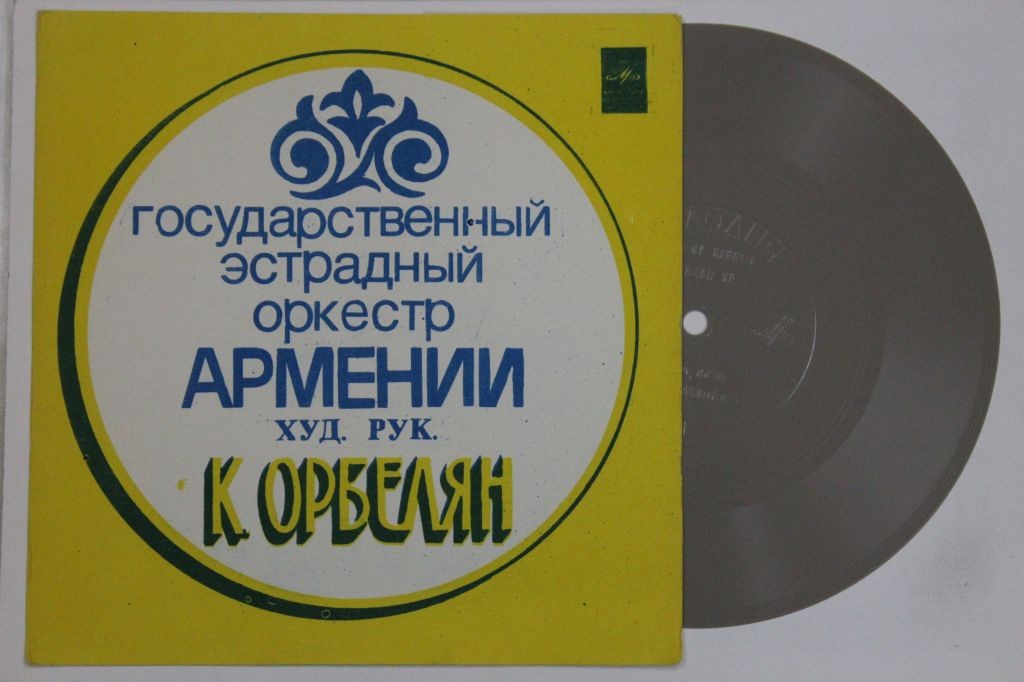 государственный
эстрадный
оркестр
АРМЕНИИ
ХУД. РУК.
К. ОРБЕЛЯН